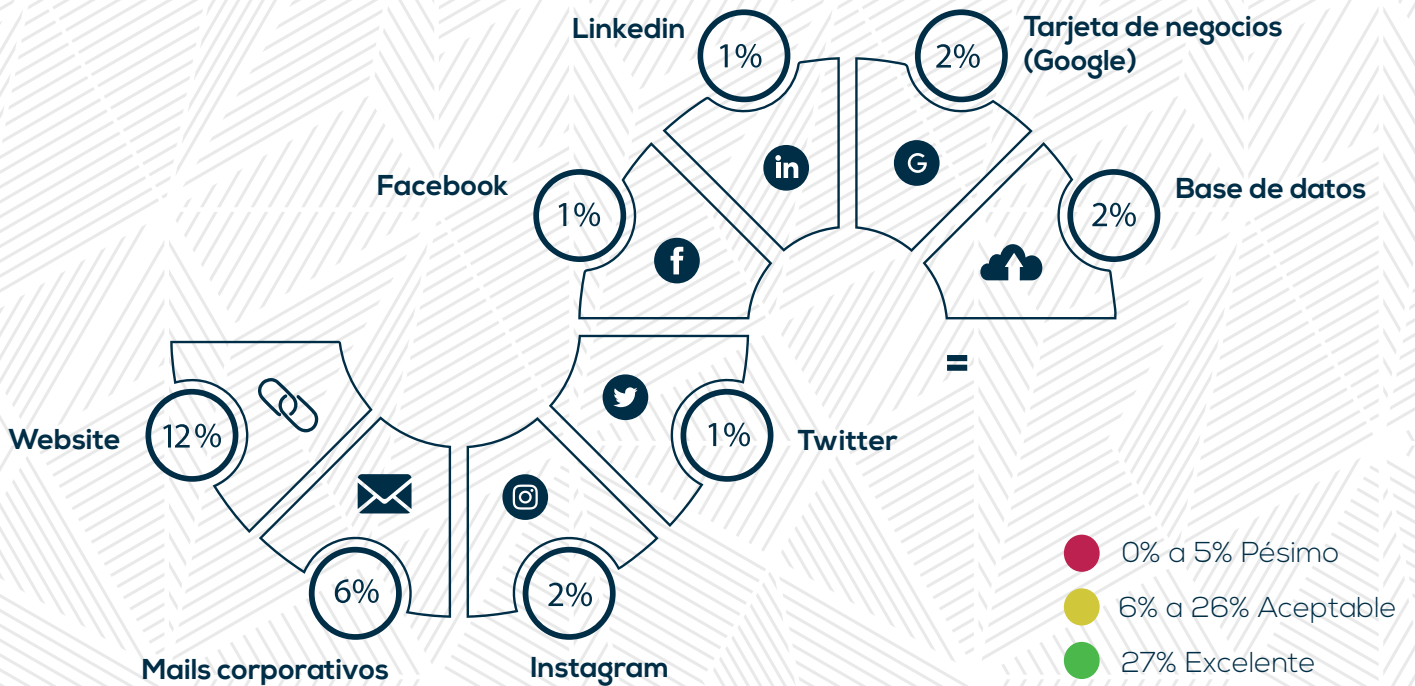 Linkedin
1%
2%
Tarjeta de negocios
(Google)
in
G
Facebook
1%
f
2%
Base de datos
=
Website
12%
1%
Twitter
6%
2%
Mails corporativos
Instagram
0% a 5% Pésimo
6% a 26% Aceptable
27% Excelente